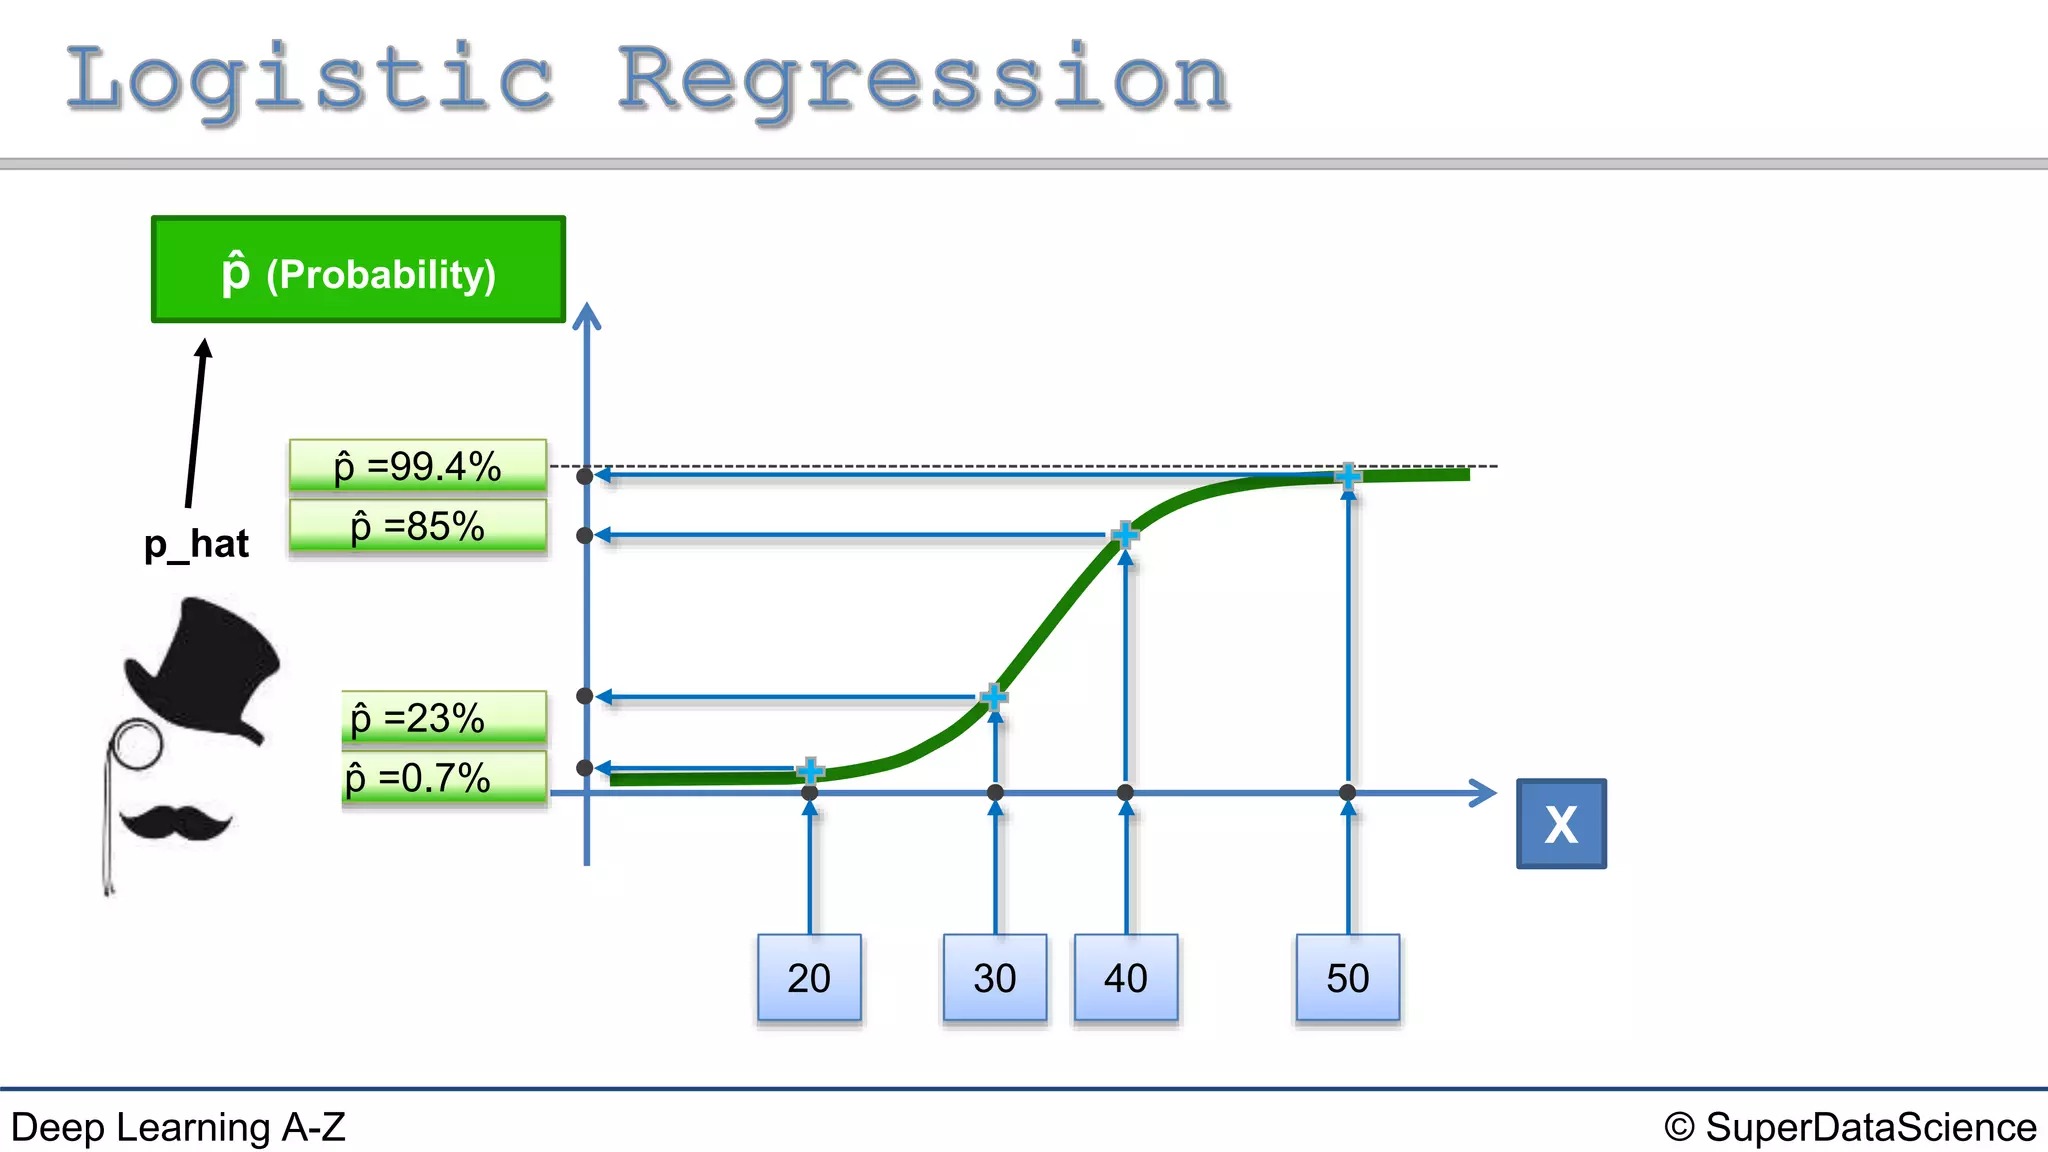 Logistic Regression
p̂ (Probability)
p̂ =99.4%
p̂ =85%
p_hat
p̂ =23%
p̂ =0.7%
X
20
30
40
50
Deep Learning A-Z
© SuperDataScience